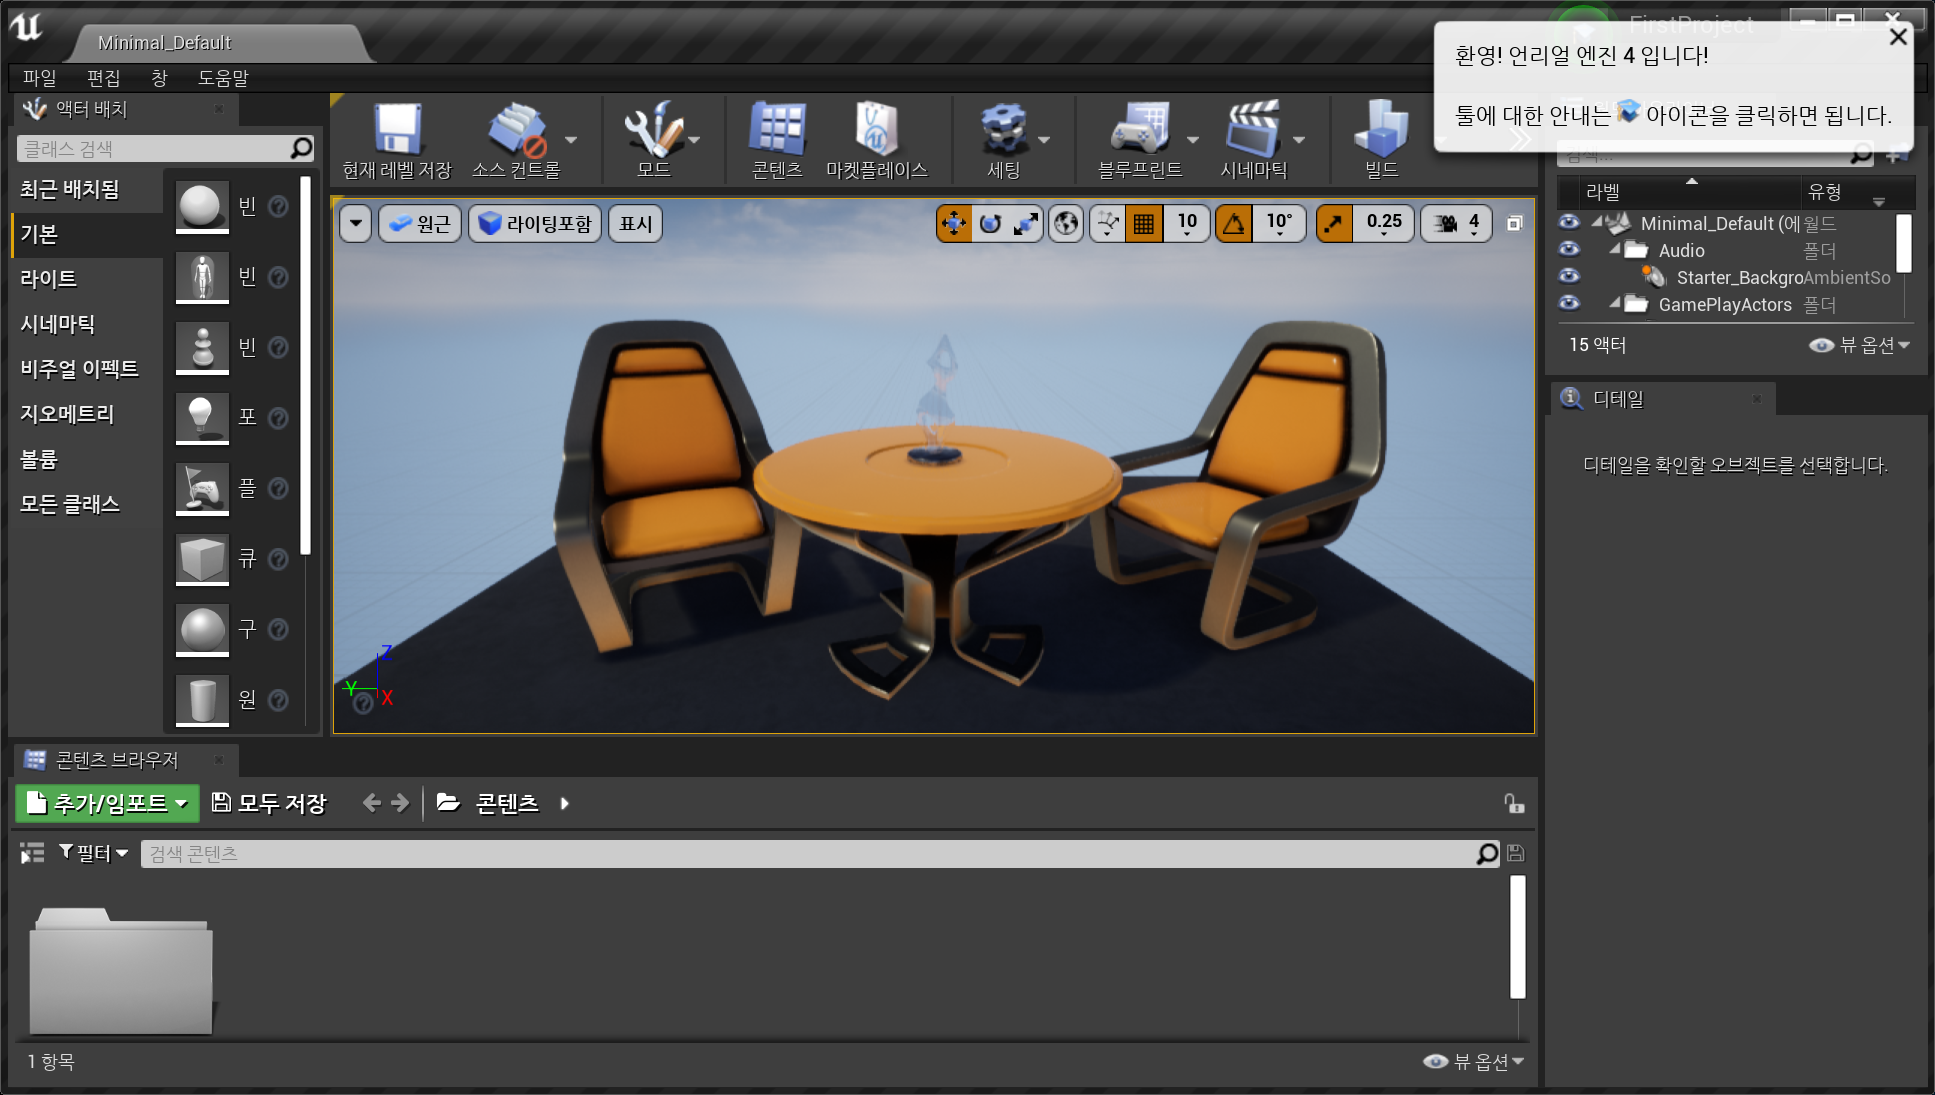 Minimal_Default
FirstProject
환영! 언리얼 엔진 4 입니다!
툴에 대한 안내는 아이콘을 클릭하면 됩니다.
파일 편집 창 도움말
액터 배치
클래스 검색
최근 배치됨
기본
라이트
시네마틱
비주얼 이펙트
지오메트리
볼륨
모든 클래스
빈
빈
빈
포
플
큐
구
원
현재 레벨 저장 소스 컨트롤 모드 콘텐츠 마켓플레이스 세팅 블루프린트 시네마틱 빌드
원근 라이팅포함 표시 10 10° 0.25 4
Z
Y
X
검색...
라벨 유형
Minimal_Default (에 월드
Audio 폴더
Starter_Backgro AmbientSo
GamePlayActors 폴더
15 액터 뷰 옵션
디테일
디테일을 확인할 오브젝트를 선택합니다.
콘텐츠 브라우저
추가/임포트 모두 저장 콘텐츠
필터 검색 콘텐츠
1 항목 뷰 옵션